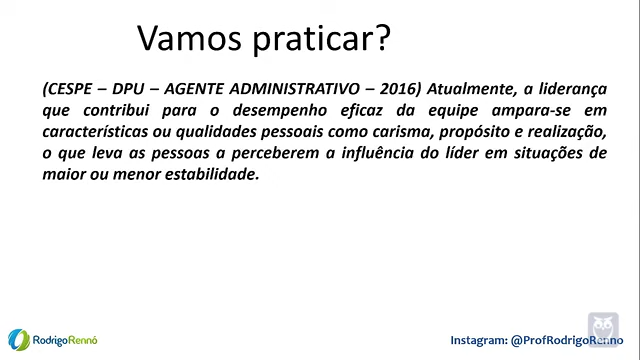 Vamos praticar?
(CESPE – DPU – AGENTE ADMINISTRATIVO – 2016) Atualmente, a liderança
que contribui para o desempenho eficaz da equipe ampara-se em
características ou qualidades pessoais como carisma, propósito e realização,
o que leva as pessoas a perceberem a influência do líder em situações de
maior ou menor estabilidade.
RodrigoRennó
Instagram: @ProfRodrigoRenno